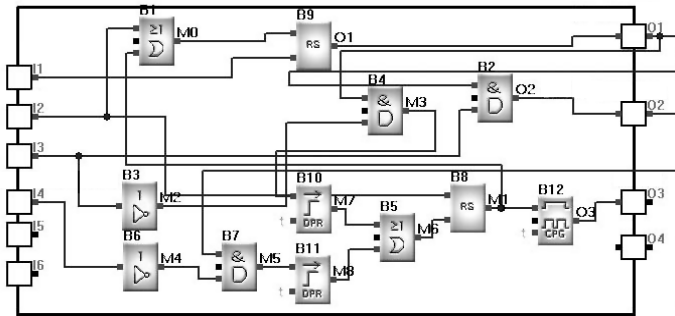 B1
≥1
M0
B9
RS
O1
O1
I1
B4
&
M3
B2
&
O2
O2
I2
I3
B3
1
M2
B10
DPR
t
M7
B5
≥1
M6
B8
RS
M1
B12
CPG
t
O3
O3
I4
I5
I6
B6
1
M4
B7
&
M5
B11
DPR
t
M8
O4